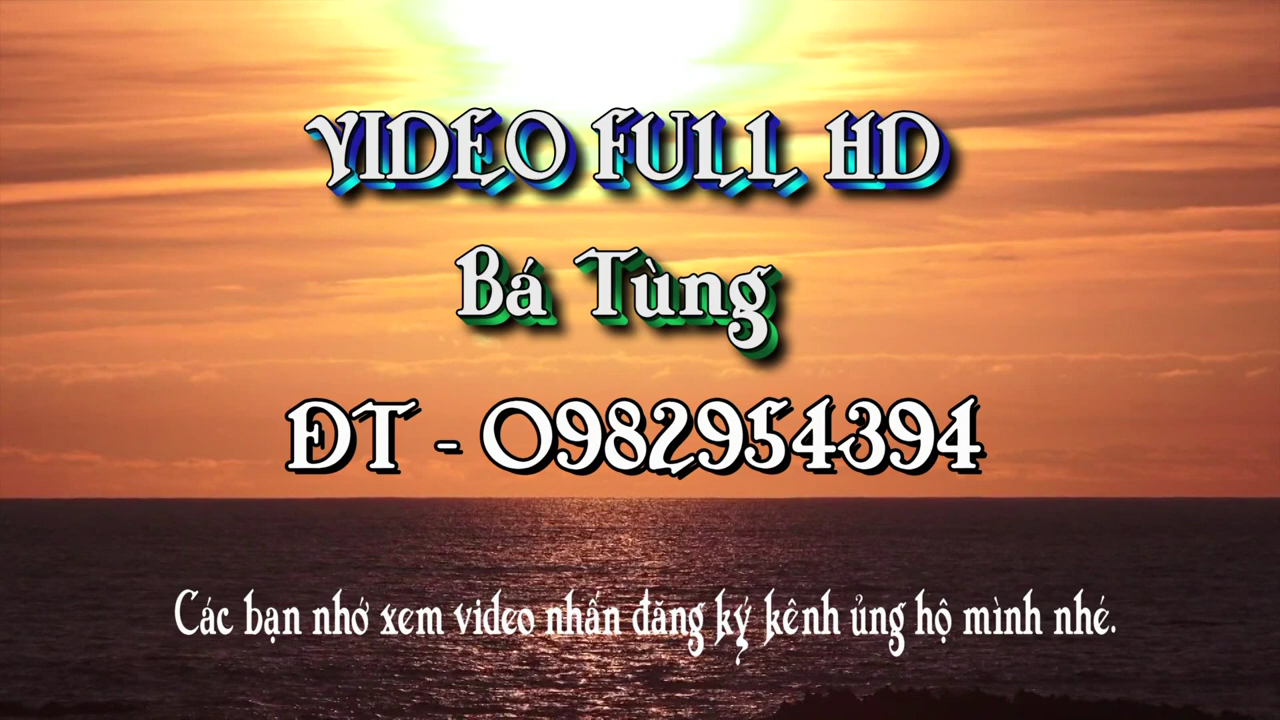 VIDEO FULL HD
Bá Tùng
ĐT - 0982954394
Các bạn nhớ xem video nhấn đăng ký kênh ủng hộ mình nhé.